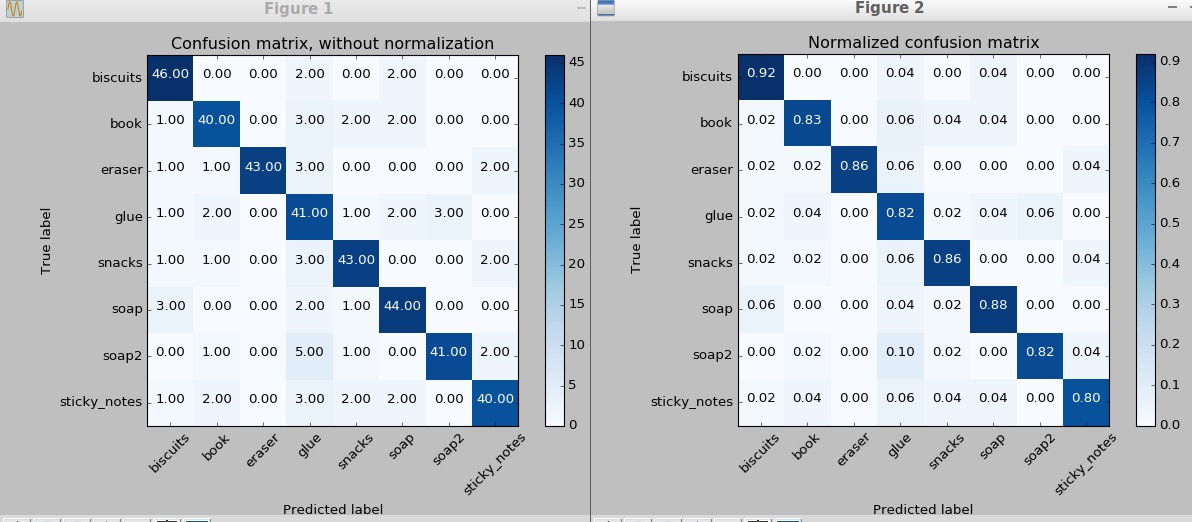 Figure 1
Confusion matrix, without normalization
biscuits 46.00 0.00 0.00 2.00 0.00 2.00 0.00 0.00 45
book 1.00 40.00 0.00 3.00 2.00 2.00 0.00 0.00 40
eraser 1.00 1.00 43.00 3.00 0.00 0.00 0.00 2.00 35
glue 1.00 2.00 0.00 41.00 1.00 2.00 3.00 0.00 30
snacks 1.00 1.00 0.00 3.00 43.00 0.00 0.00 2.00 25
soap 3.00 0.00 0.00 2.00 1.00 44.00 0.00 0.00 20
soap2 0.00 1.00 0.00 5.00 1.00 0.00 41.00 2.00 15
sticky_notes 1.00 2.00 0.00 3.00 2.00 2.00 0.00 40.00 10
5
0
True label
biscuits book eraser glue snacks soap soap2 sticky_notes
Predicted label
Figure 2
Normalized confusion matrix
biscuits 0.92 0.00 0.00 0.04 0.00 0.04 0.00 0.00 0.9
book 0.02 0.83 0.00 0.06 0.04 0.04 0.00 0.00 0.8
eraser 0.02 0.02 0.86 0.06 0.00 0.00 0.00 0.04 0.7
glue 0.02 0.04 0.00 0.82 0.02 0.04 0.06 0.00 0.6
snacks 0.02 0.02 0.00 0.06 0.86 0.00 0.00 0.04 0.5
soap 0.06 0.00 0.00 0.04 0.02 0.88 0.00 0.00 0.4
soap2 0.00 0.02 0.00 0.10 0.02 0.00 0.82 0.04 0.3
sticky_notes 0.02 0.04 0.00 0.06 0.04 0.04 0.00 0.80 0.2
0.1
0.0
True label
biscuits book eraser glue snacks soap soap2 sticky_notes
Predicted label